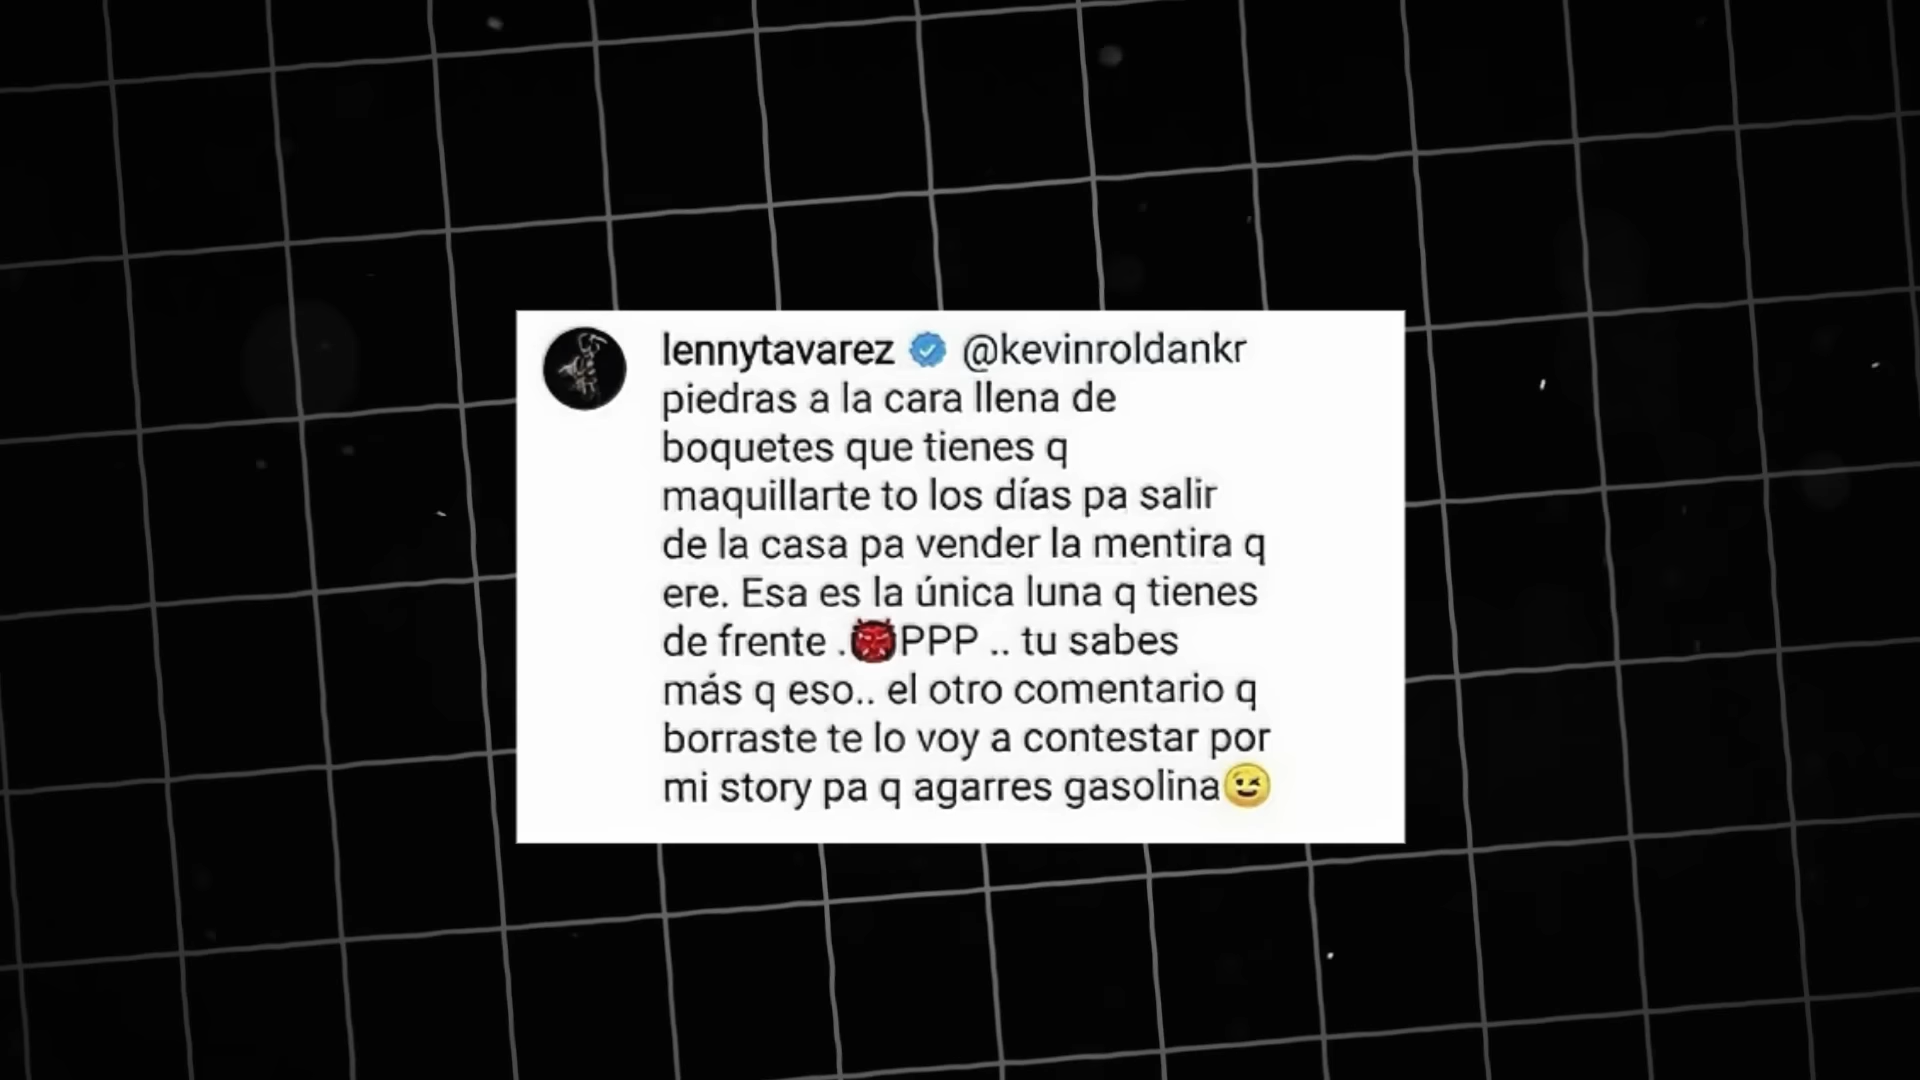 lennytavarez @kevinroldankr
piedras a la cara llena de
boquetes que tienes q
maquillarte to los días pa salir
de la casa pa vender la mentira q
ere. Esa es la única luna q tienes
de frente .👹PPP .. tu sabes
más q eso.. el otro comentario q
borraste te lo voy a contestar por
mi story pa q agarres gasolina😉